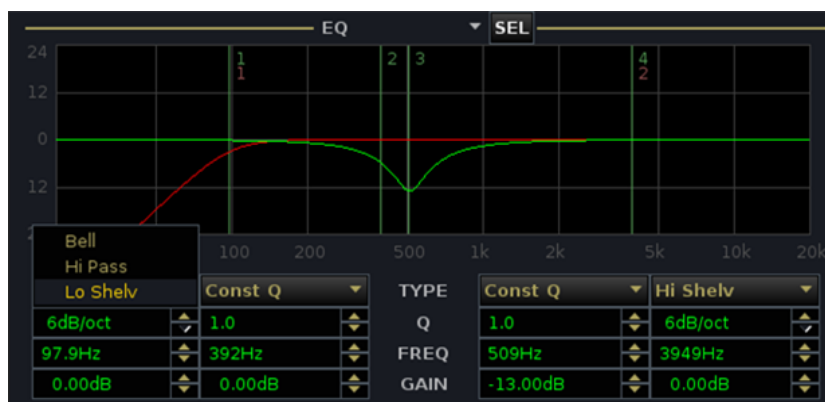 EQ SEL
24
1 2 3 4
1 2
12
0
12
100 200 500 1k 2k 5k 10k 20k
Bell
Hi Pass
Lo Shelv
Const Q TYPE Const Q Hi Shelv
6dB/oct 1.0 Q 1.0 6dB/oct
97.9Hz 392Hz FREQ 509Hz 3949Hz
0.00dB 0.00dB GAIN -13.00dB 0.00dB